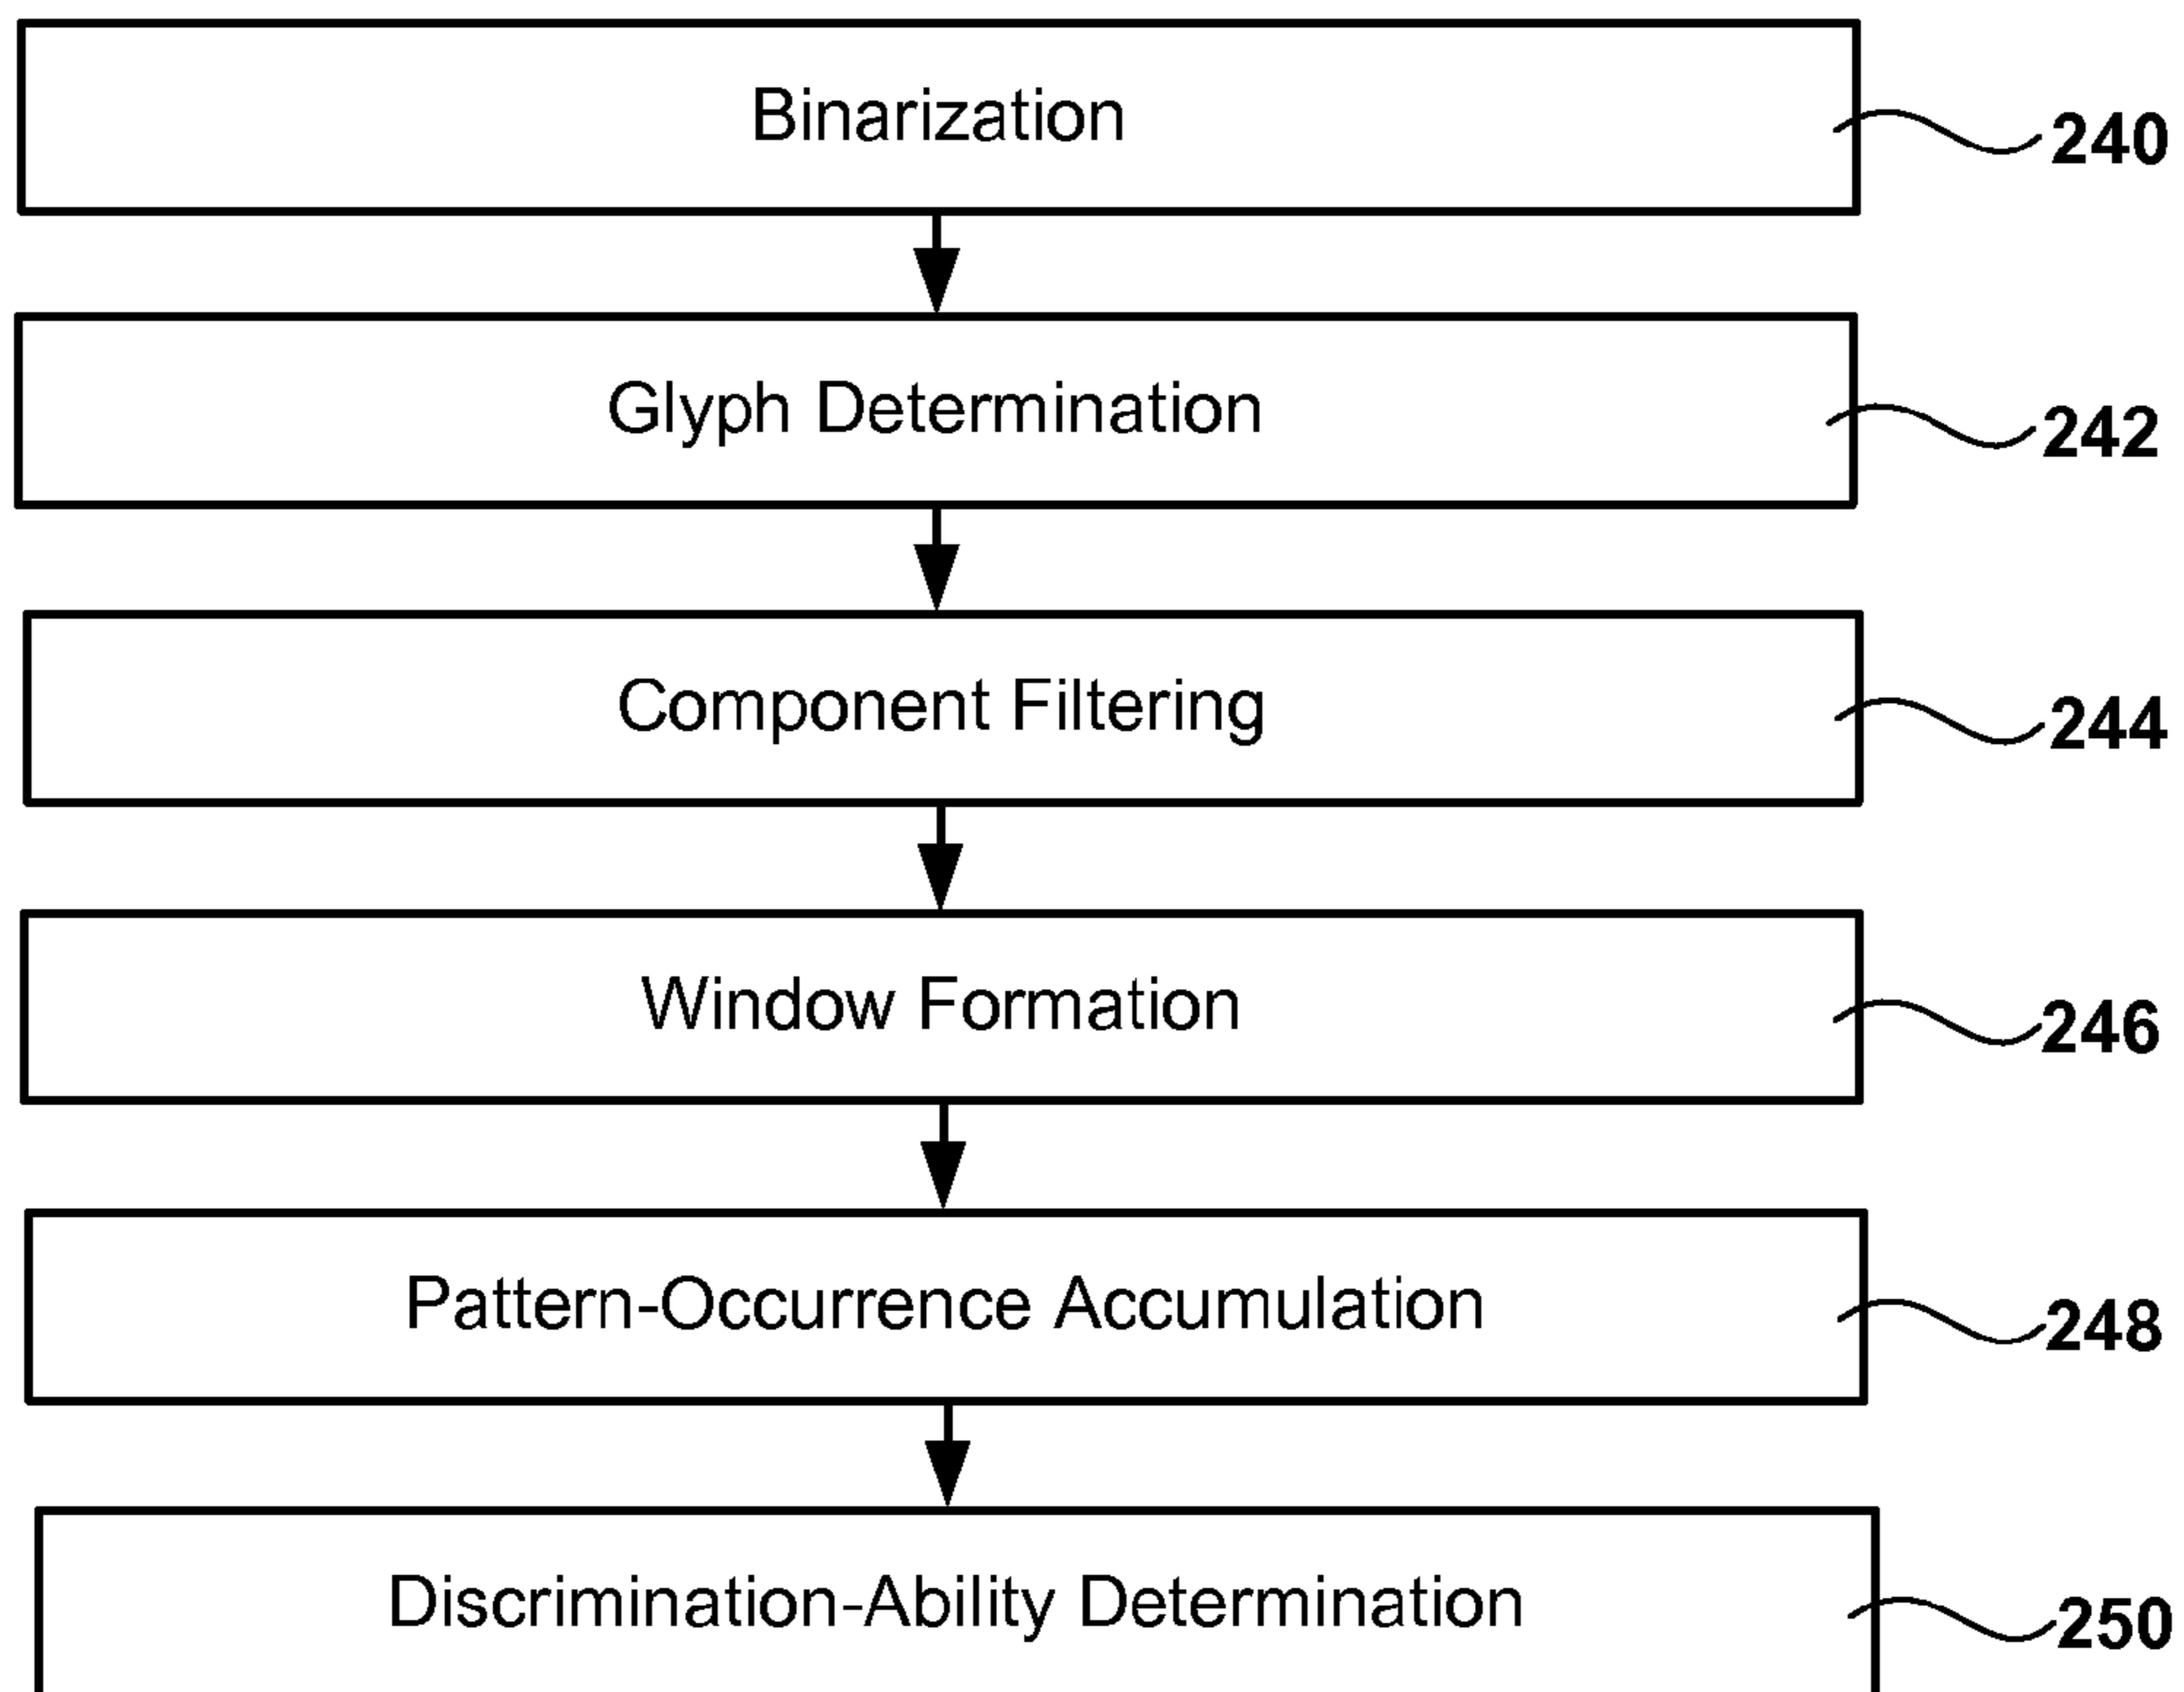 Binarization 240
Glyph Determination 242
Component Filtering 244
Window Formation 246
Pattern-Occurrence Accumulation 248
Discrimination-Ability Determination 250